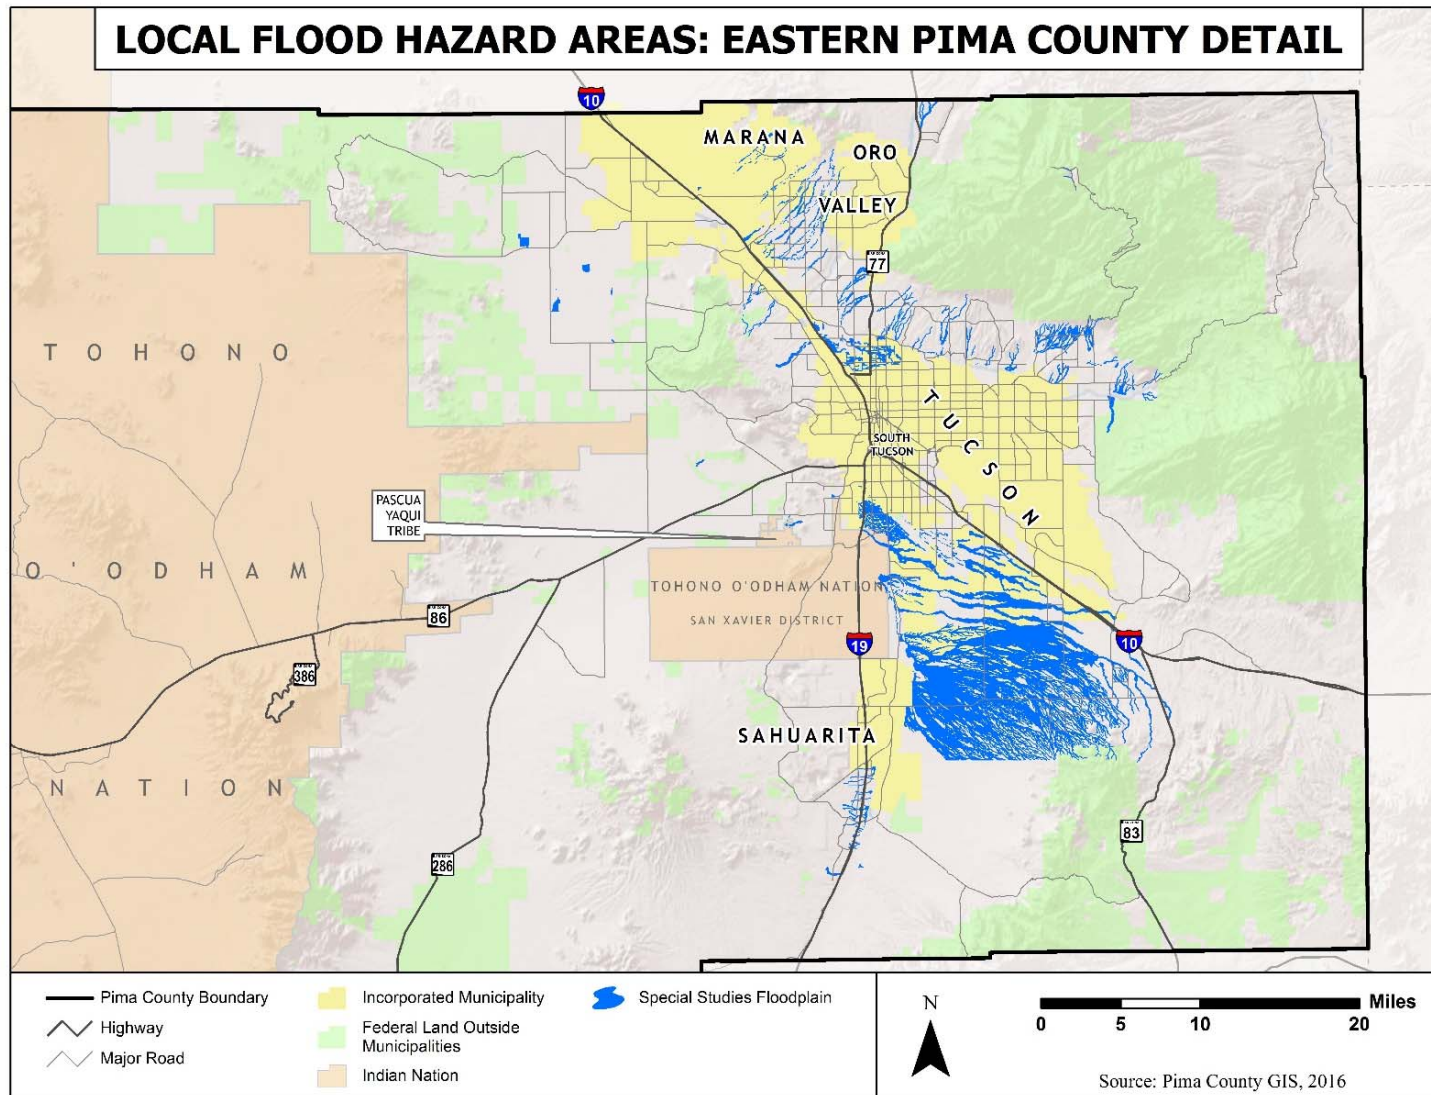 LOCAL FLOOD HAZARD AREAS: EASTERN PIMA COUNTY DETAIL
10
MARANA
ORO
VALLEY
77
TOHONO
TUCSON
SOUTH
TUCSON
PASCUA
YAQUI
TRIBE
O'ODHAM
TOHONO O'ODHAM NATION
SAN XAVIER DISTRICT
86
19
10
386
SAHUARITA
NATION
83
286
Pima County Boundary
Highway
Major Road
Incorporated Municipality
Federal Land Outside
Municipalities
Indian Nation
Special Studies Floodplain
N
Miles
0 5 10 20
Source: Pima County GIS, 2016